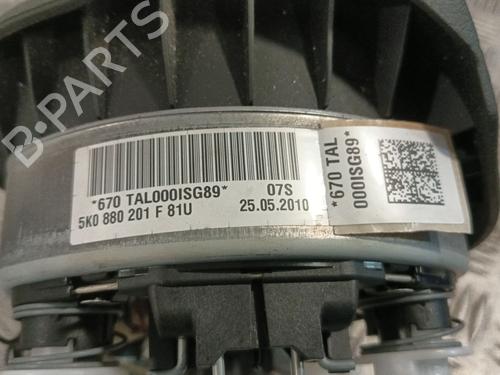 B-PARTS
*670 TAL000ISG89* 07S
5K0 880 201 F 81U 25.05.2010
*670 TAL
000ISG89*